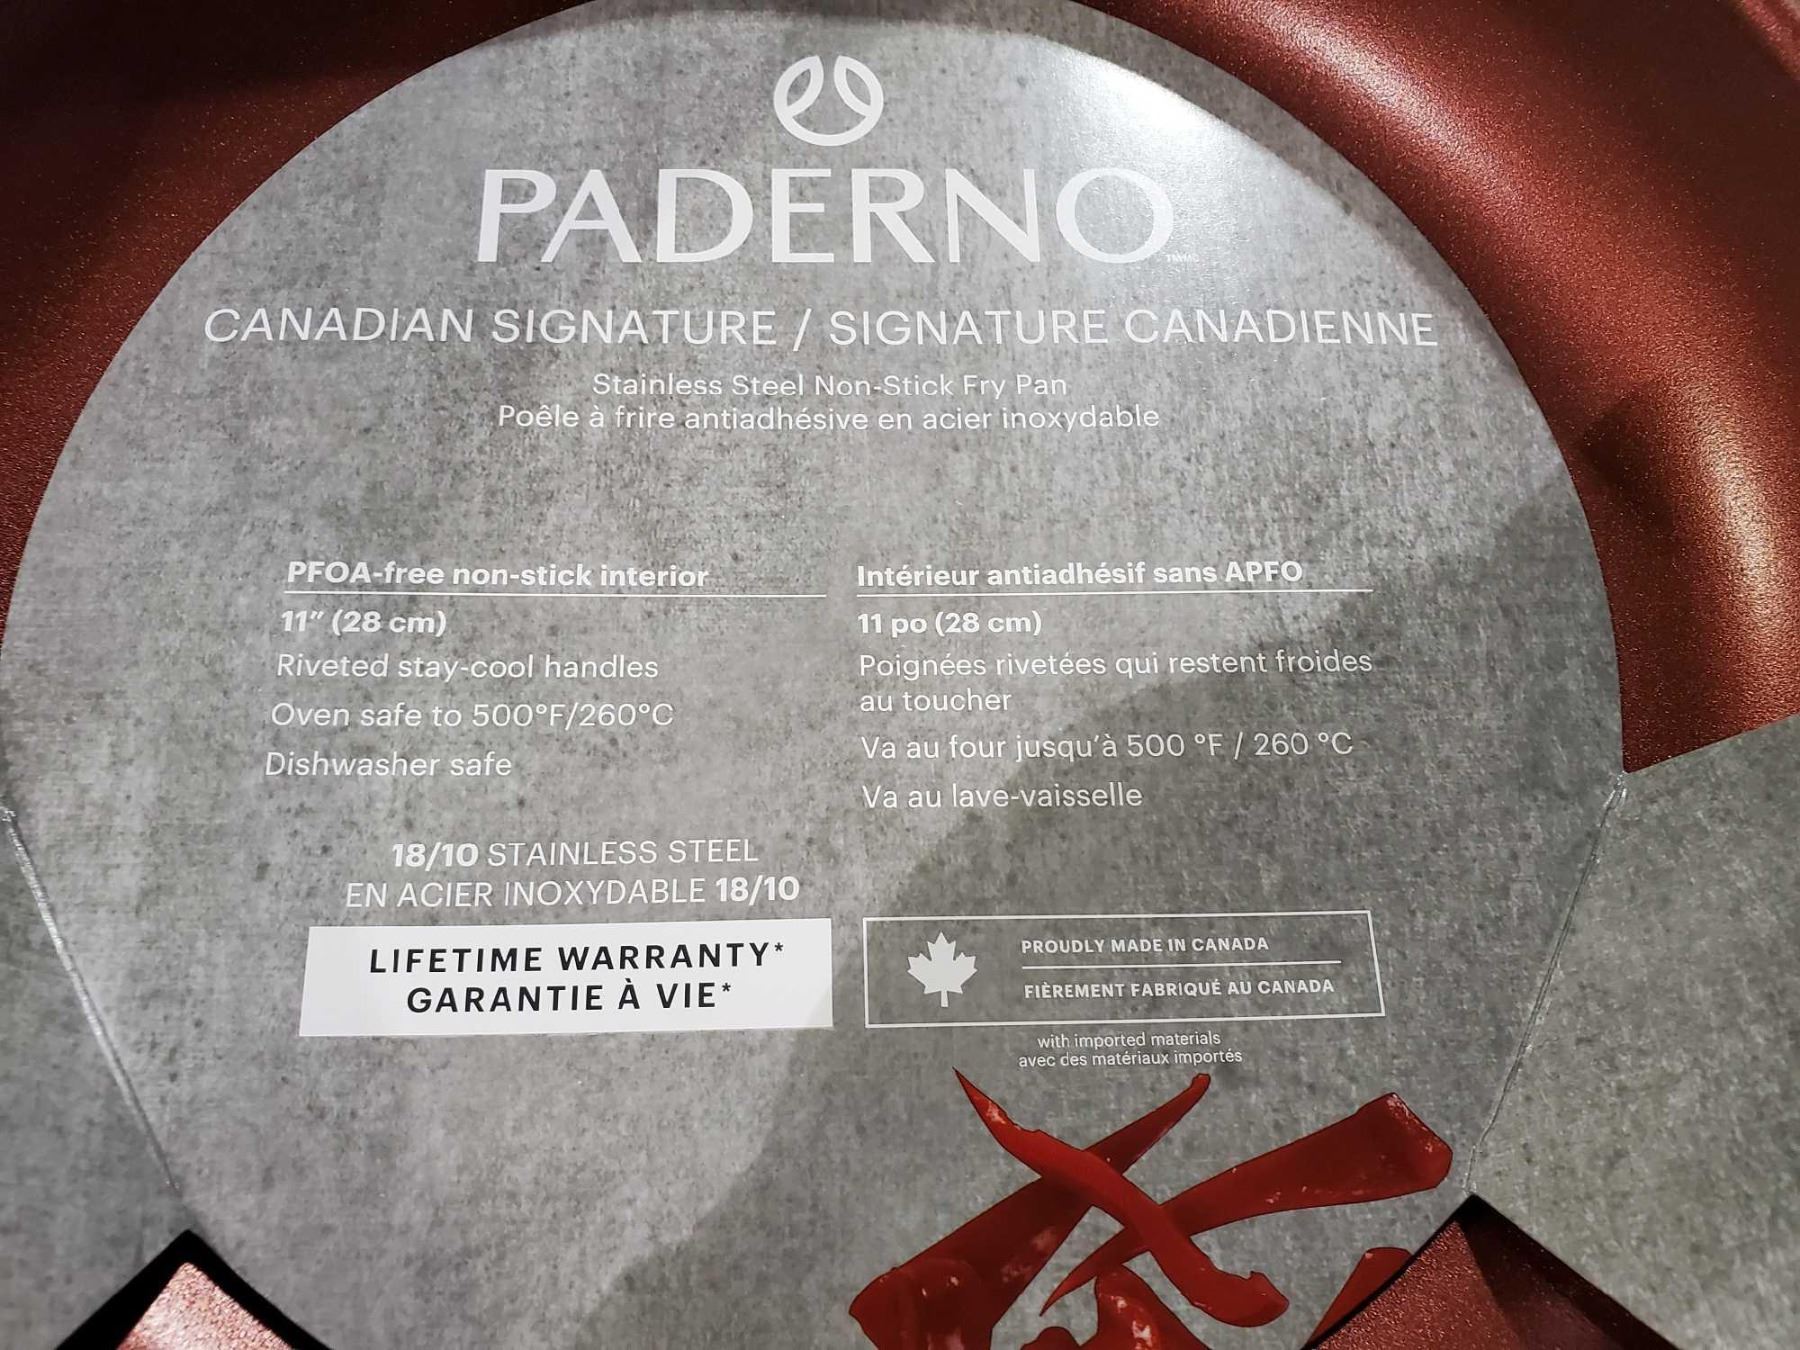 PADERNO
CANADIAN SIGNATURE / SIGNATURE CANADIENNE
Stainless Steel Non-Stick Fry Pan
Poêle à frire antiadhésive en acier inoxydable
PFOA-free non-stick interior
11" (28 cm)
Riveted stay-cool handles
Oven safe to 500°F/260°C
Dishwasher safe
Intérieur antiadhésif sans APFO
11 po (28 cm)
Poignées rivetées qui restent froides
au toucher
Va au four jusqu'à 500 °F / 260 °C
Va au lave-vaisselle
18/10 STAINLESS STEEL
EN ACIER INOXYDABLE 18/10
LIFETIME WARRANTY*
GARANTIE À VIE*
PROUDLY MADE IN CANADA
FIÈREMENT FABRIQUÉ AU CANADA
with imported materials
avec des matériaux importés